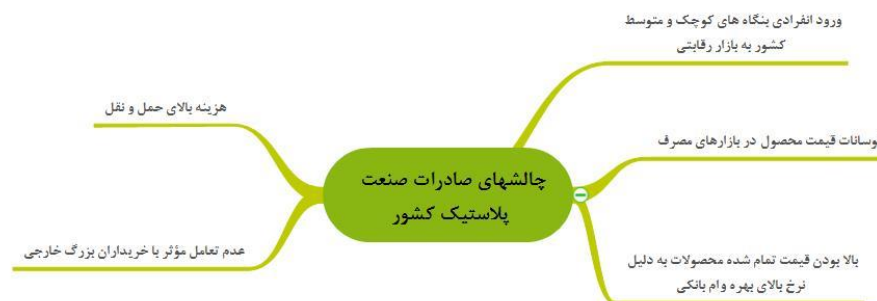 ورود انفرادی بنگاه های کوچک و متوسط
کشور به بازار رقابتی
هزینه بالای حمل و نقل
وسانات قیمت محصول در بازارهای مصرف
چالشهای صادرات صنعت
پلاستیک کشور
عدم تعامل مؤثر با خریداران بزرگ خارجی
بالا بودن قیمت تمام شده محصولات به دلیل
نرخ بالای بهره وام بانکی